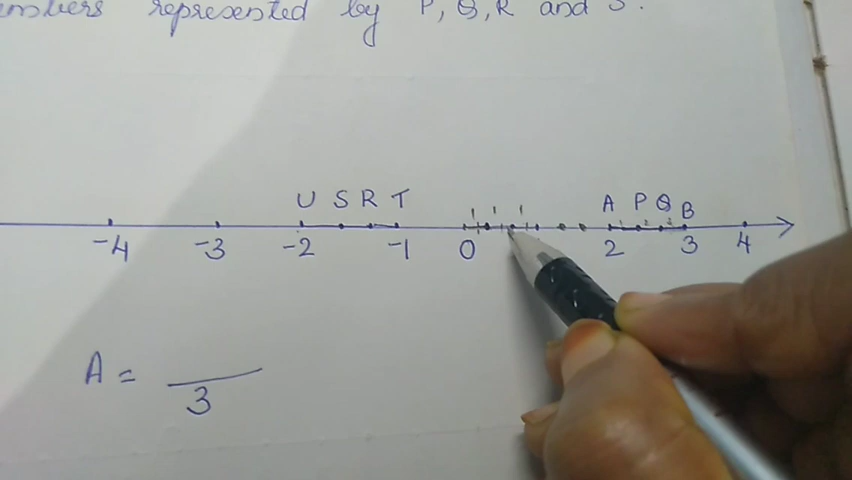 represented by P, Q, R and S.
U S R T A P Q B
-4 -3 -2 -1 0 2 3 4
A =
3